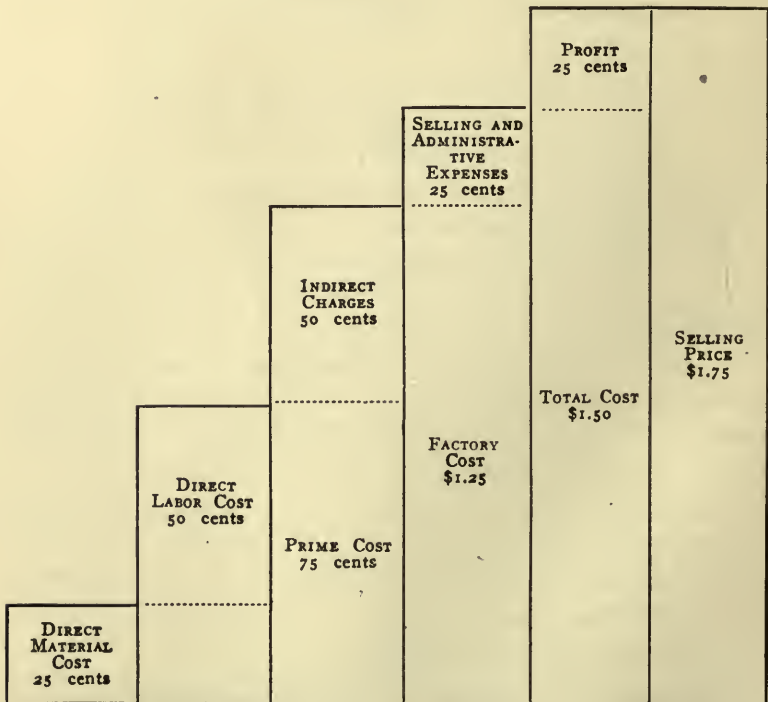 PROFIT
25 cents
SELLING AND
ADMINISTRA-
TIVE
EXPENSES
25 cents
INDIRECT
CHARGES
50 cents
SELLING
PRICE
$1.75
TOTAL COST
$1.50
FACTORY
COST
$1.25
DIRECT
LABOR COST
50 cents
PRIME COST
75 cents
DIRECT
MATERIAL
COST
25 cents